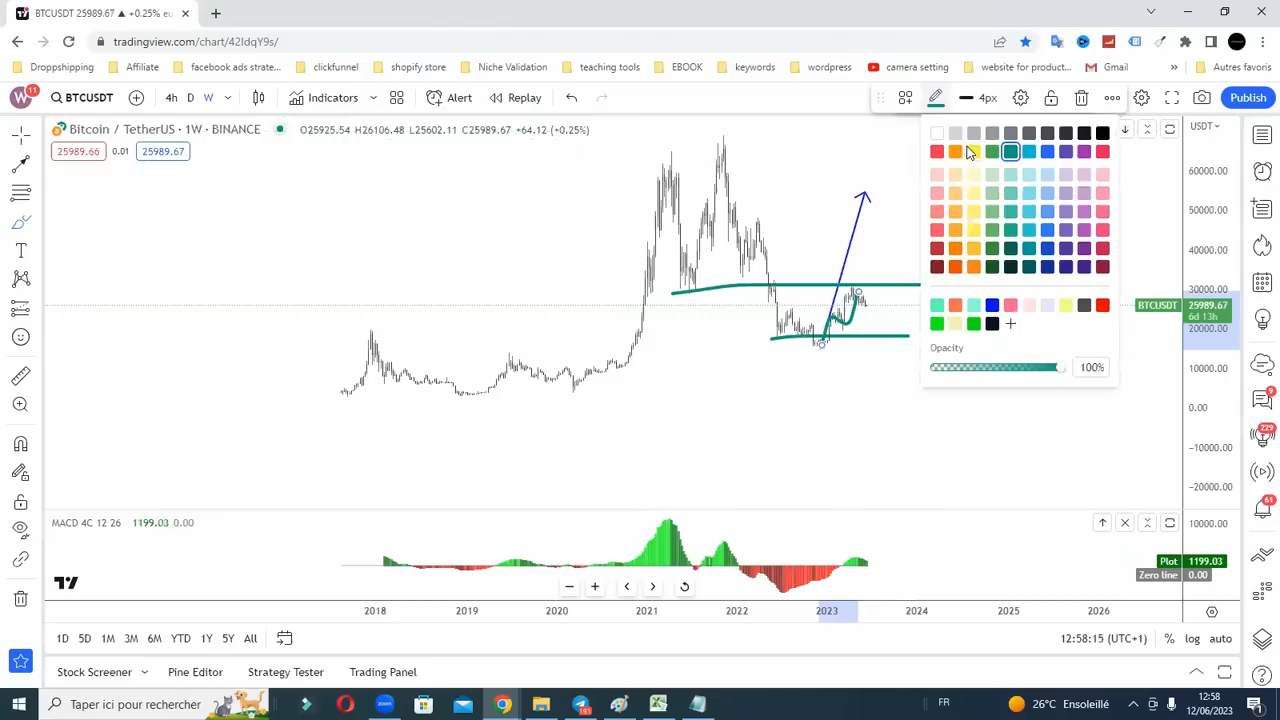 BTCUSDT 25989.67 ▲ +0.25% eu
tradingview.com/chart/42IdqY9s/
Droppshipping
Affiliate
facebook ads strate...
clickfunnel
shopify store
Niche Validation
teaching tools
EBOOK
keywords
wordpress
camera setting
website for product...
Gmail
Autres favoris
W
11
BTCUSDT
4h
D
W
Indicators
Alert
Replay
4px
Publish
Bitcoin / TetherUS · 1W · BINANCE
O25925.54 H26106.48 L25602.11 C25989.67 +64.12 (+0.25%)
USDT
25989.66
0.01
25989.67
60000.00
50000.00
40000.00
30000.00
BTCUSDT
25989.67
6d 13h
20000.00
10000.00
0.00
-10000.00
-20000.00
Opacity
100%
9
229
61
MACD 4C 12 26 1199.03 0.00
10000.00
Plot
1199.03
Zero line
0.00
2018
2019
2020
2021
2022
2023
2024
2025
2026
1D
5D
1M
3M
6M
YTD
1Y
5Y
All
12:58:15 (UTC+1)
%
log
auto
Stock Screener
Pine Editor
Strategy Tester
Trading Panel
Taper ici pour rechercher
zoom
191
FR
26°C Ensoleillé
12:58
12/06/2023